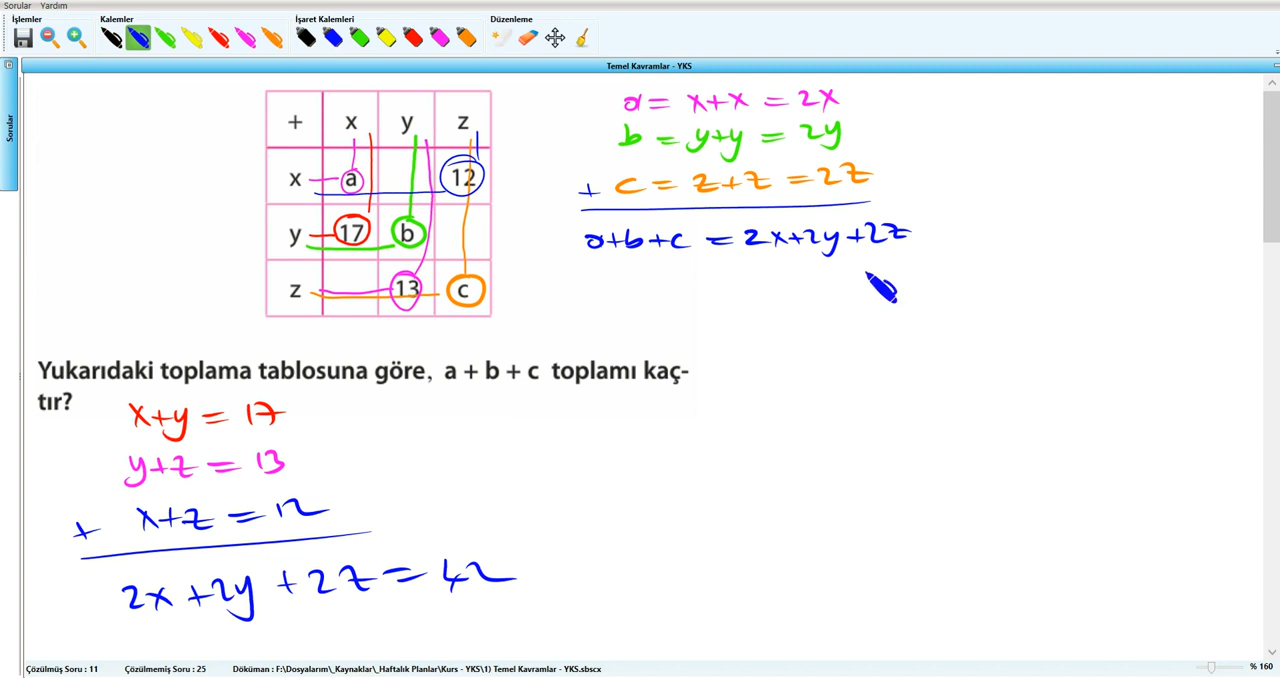 Sorular Yardım
İşlemler Kalemler İşaret Kalemleri Düzenleme
Temel Kavramlar - YKS
Sorular
+ x y z
x a 12
y 17 b
z 13 c
a = x+x = 2x
b = y+y = 2y
+ c = z+z = 2z
a+b+c = 2x+2y+2z
Yukarıdaki toplama tablosuna göre, a + b + c toplamı kaç-
tır?
x+y = 17
y+z = 13
+ x+z = 12
2x +2y +2z = 42
Çözülmüş Soru : 11 Çözülmemiş Soru : 25 Döküman : F:\Dosyalarım\_Kaynaklar\_Haftalık Planlar\Kurs - YKS\1) Temel Kavramlar - YKS.sbscx % 160